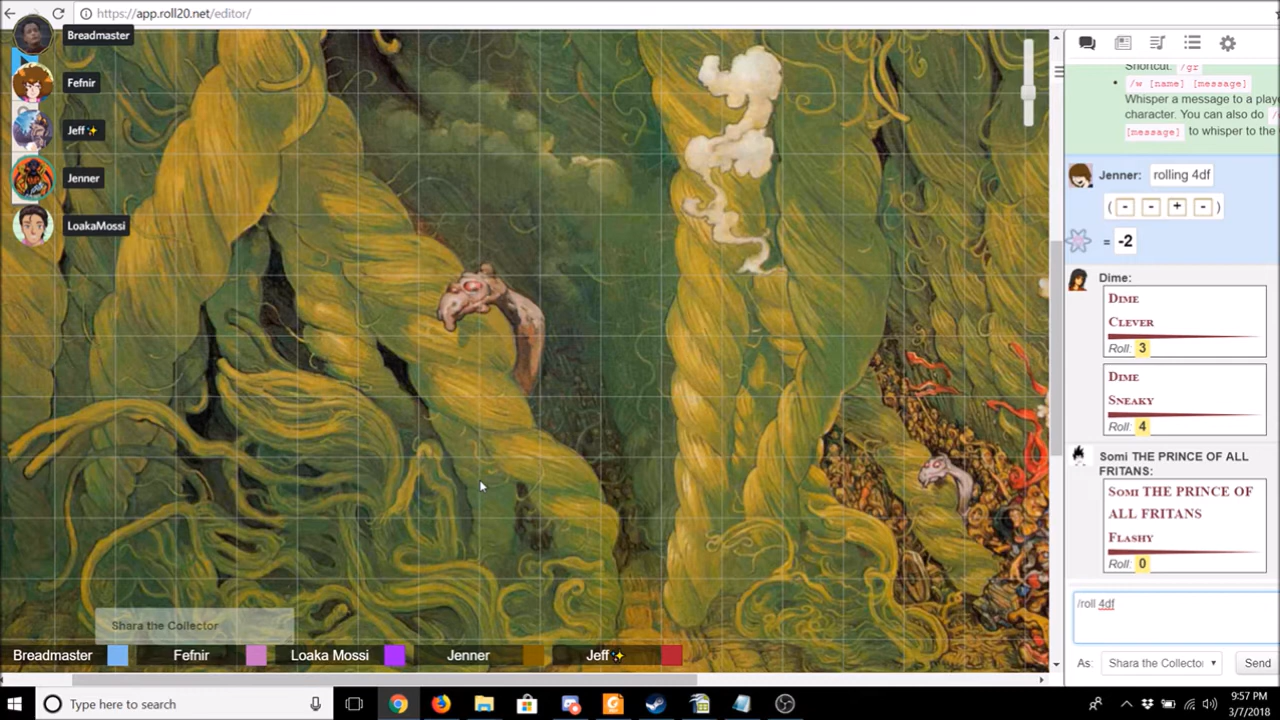 https://app.roll20.net/editor/
Breadmaster
Fefnir
Jeff✨
Jenner
LoakaMossi
Shortcut: /gr
/w [name] [message]
Whisper a message to a playe
character. You can also do /
[message] to whisper to the
Jenner: rolling 4df
( - - + - )
= -2
Dime:
DIME
CLEVER
Roll: 3
DIME
SNEAKY
Roll: 4
Somi THE PRINCE OF ALL
FRITANS:
SOMI THE PRINCE OF
ALL FRITANS
FLASHY
Roll: 0
/roll 4df
As: Shara the Collector Send
Shara the Collector
Breadmaster Fefnir Loaka Mossi Jenner Jeff✨
Type here to search
9:57 PM
3/7/2018